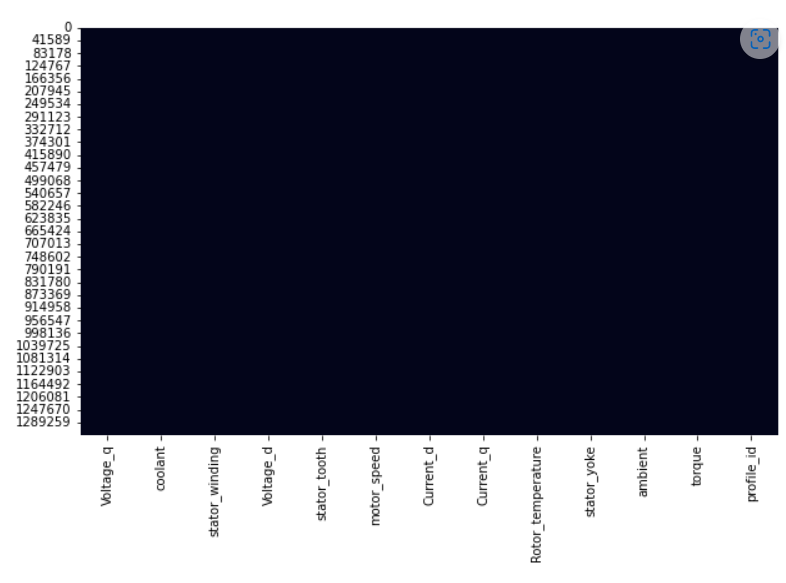 0
41589
83178
124767
166356
207945
249534
291123
332712
374301
415890
457479
499068
540657
582246
623835
665424
707013
748602
790191
831780
873369
914958
956547
998136
1039725
1081314
1122903
1164492
1206081
1247670
1289259
Voltage_q
coolant
stator_winding
Voltage_d
stator_tooth
motor_speed
Current_d
Current_q
Rotor_temperature
stator_yoke
ambient
torque
profile_id